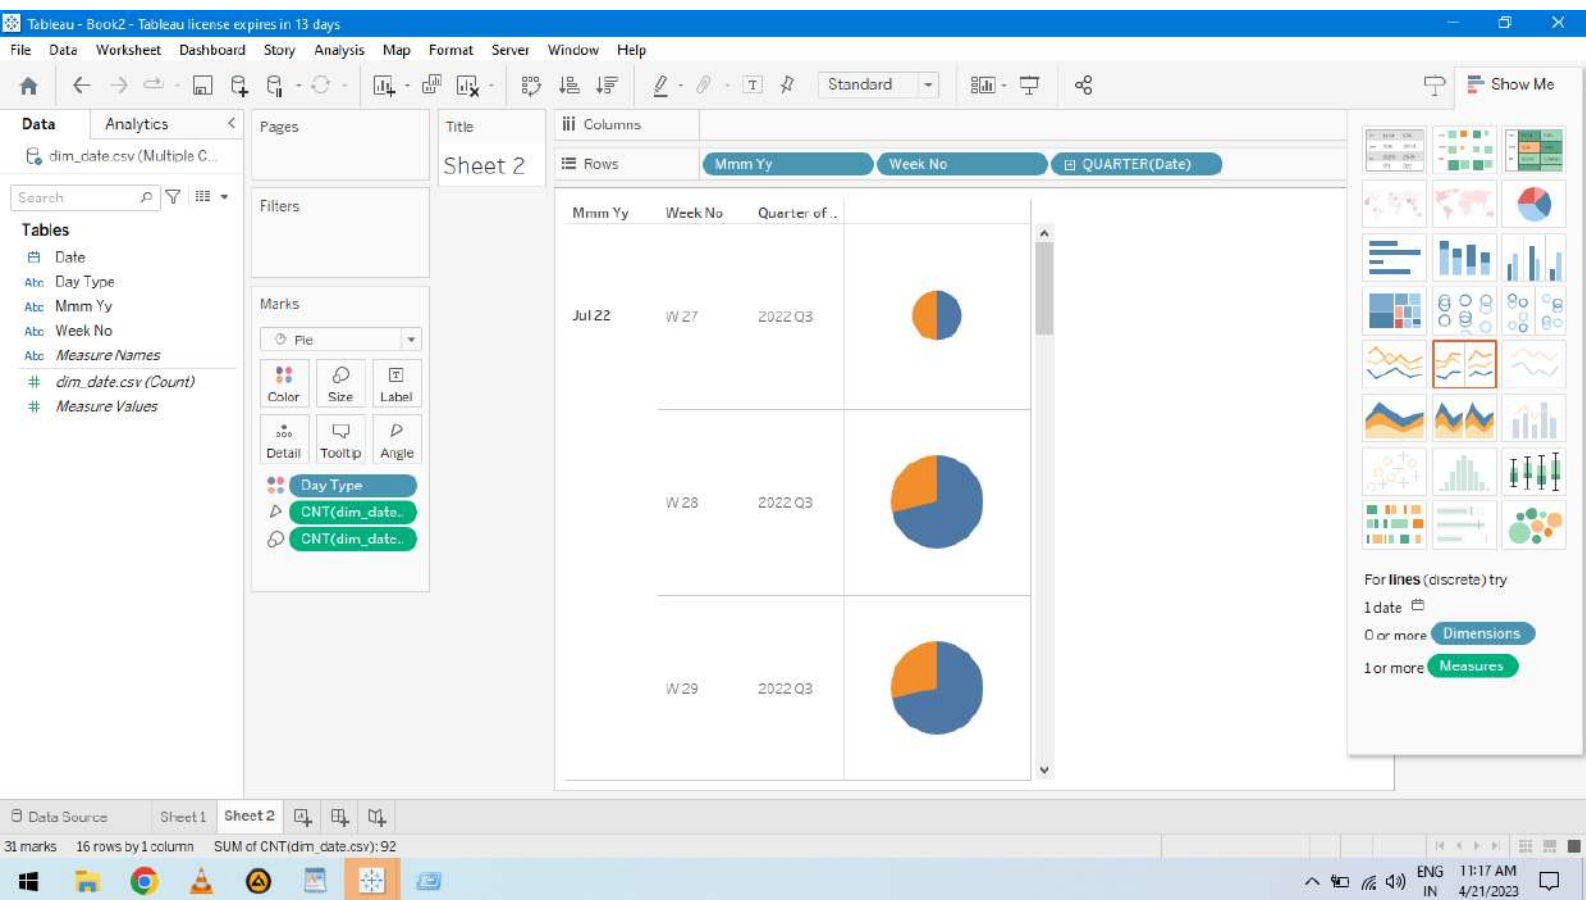 Tableau - Book2 - Tableau license expires in 13 days
File Data Worksheet Dashboard Story Analysis Map Format Server Window Help
Standard
Show Me
Data Analytics
dim_date.csv (Multiple C...
Search
Tables
Date
Abc Day Type
Abc Mmm Yy
Abc Week No
Abc Measure Names
# dim_date.csv (Count)
# Measure Values
Pages
Filters
Marks
Pie
Color Size Label
Detail Tooltip Angle
Day Type
CNT(dim_date..
CNT(dim_date..
Title
Sheet 2
iii Columns
Rows
Mmm Yy
Week No
QUARTER(Date)
Mmm Yy Week No Quarter of ..
Jul 22 W 27 2022 Q3
W 28 2022 Q3
W 29 2022 Q3
For lines (discrete) try
1 date
0 or more Dimensions
1 or more Measures
Data Source Sheet 1 Sheet 2
31 marks 16 rows by 1 column SUM of CNT(dim_date.csv): 92
ENG
IN
11:17 AM
4/21/2023